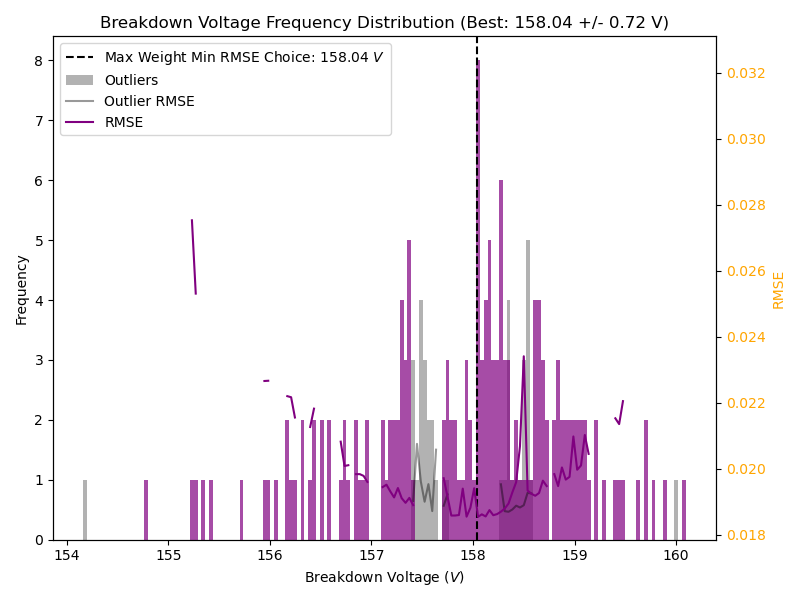 Breakdown Voltage Frequency Distribution (Best: 158.04 +/- 0.72 V)
Max Weight Min RMSE Choice: 158.04 V
Outliers
Outlier RMSE
RMSE
Frequency
8
7
6
5
4
3
2
1
0
0.032
0.030
0.028
0.026
0.024
0.022
0.020
0.018
RMSE
154 155 156 157 158 159 160
Breakdown Voltage (V)